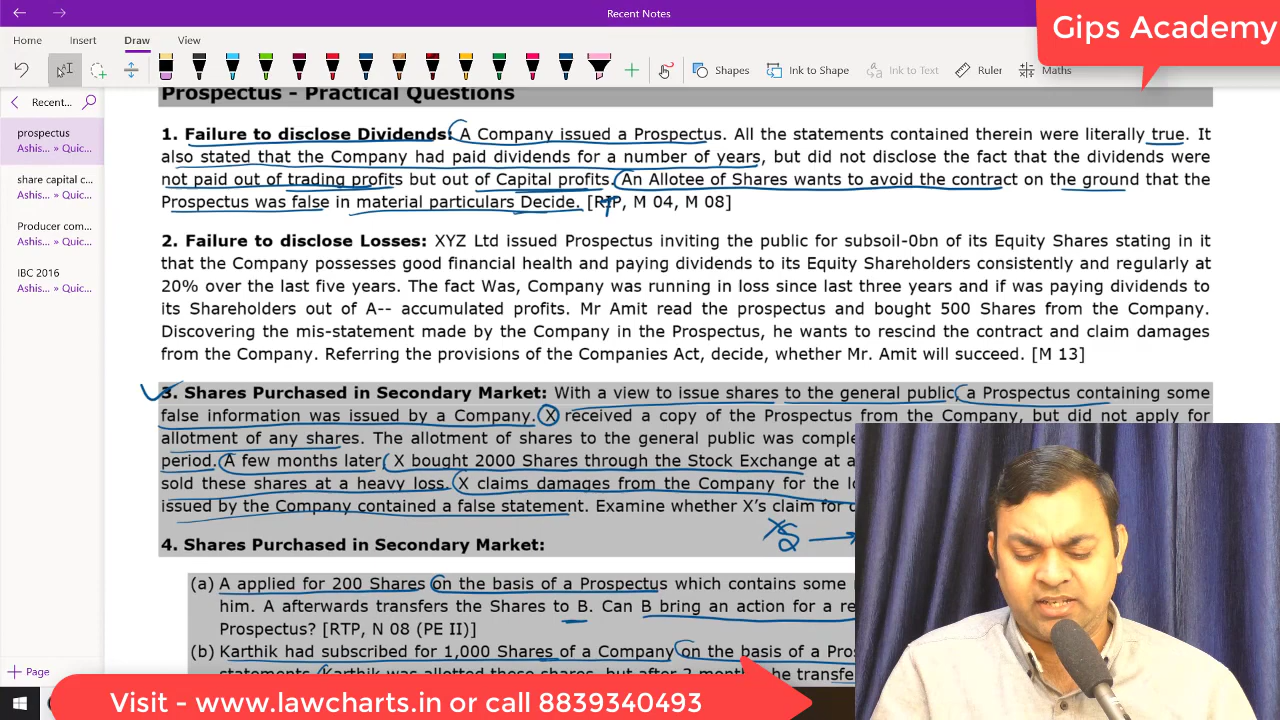 Recent Notes
Gips Academy
Home Insert Draw View
Shapes Ink to Shape Ink to Text Ruler Maths
Recent...
Prospectus - Practical Questions
prospectus
Ashis... » Quic...
share capital c...
Ashis... » Quic...
Producer com...
Ashis... » Quic...
IBC 2016
Ashis... » Quic...
Page
1. Failure to disclose Dividends: A Company issued a Prospectus. All the statements contained therein were literally true. It
also stated that the Company had paid dividends for a number of years, but did not disclose the fact that the dividends were
not paid out of trading profits but out of Capital profits. An Allotee of Shares wants to avoid the contract on the ground that the
Prospectus was false in material particulars Decide. [RTP, M 04, M 08]
2. Failure to disclose Losses: XYZ Ltd issued Prospectus inviting the public for subsoil-0bn of its Equity Shares stating in it
that the Company possesses good financial health and paying dividends to its Equity Shareholders consistently and regularly at
20% over the last five years. The fact Was, Company was running in loss since last three years and if was paying dividends to
its Shareholders out of A-- accumulated profits. Mr Amit read the prospectus and bought 500 Shares from the Company.
Discovering the mis-statement made by the Company in the Prospectus, he wants to rescind the contract and claim damages
from the Company. Referring the provisions of the Companies Act, decide, whether Mr. Amit will succeed. [M 13]
3. Shares Purchased in Secondary Market: With a view to issue shares to the general public, a Prospectus containing some
false information was issued by a Company. X received a copy of the Prospectus from the Company, but did not apply for
allotment of any shares. The allotment of shares to the general public was comple
period. A few months later, X bought 2000 Shares through the Stock Exchange at a
sold these shares at a heavy loss. X claims damages from the Company for the lo
issued by the Company contained a false statement. Examine whether X's claim for d
4. Shares Purchased in Secondary Market:
(a) A applied for 200 Shares on the basis of a Prospectus which contains some
him. A afterwards transfers the Shares to B. Can B bring an action for a re
Prospectus? [RTP, N 08 (PE II)]
(b) Karthik had subscribed for 1,000 Shares of a Company on the basis of a Pros
statements. Karthik was allotted these shares, but after 2 months he transfe
Visit - www.lawcharts.in or call 8839340493